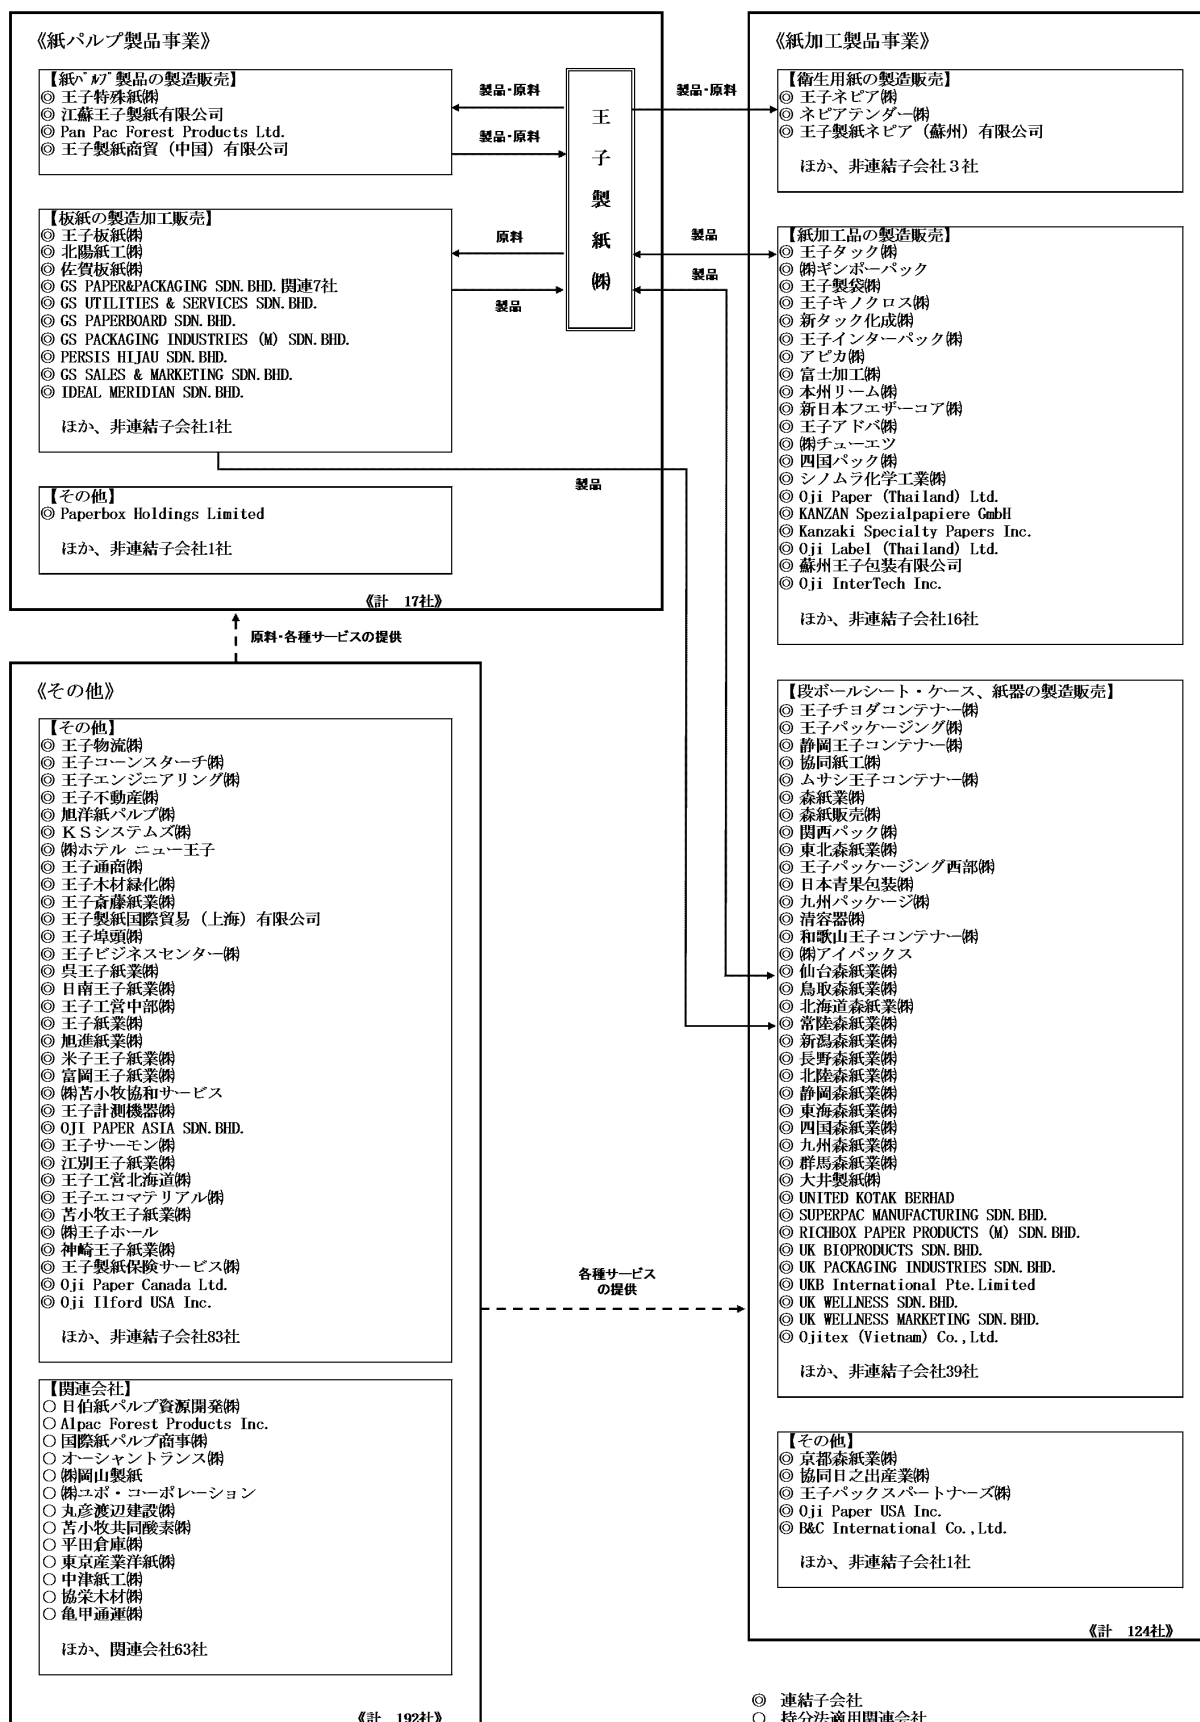 《紙パルプ製品事業》
【紙ﾊﾟﾙﾌﾟ製品の製造販売】
◎ 王子特殊紙㈱
◎ 江蘇王子製紙有限公司
◎ Pan Pac Forest Products Ltd.
◎ 王子製紙商貿（中国）有限公司
【板紙の製造加工販売】
◎ 王子板紙㈱
◎ 北陽紙工㈱
◎ 佐賀板紙㈱
◎ GS PAPER&PACKAGING SDN.BHD.関連7社
◎ GS UTILITIES & SERVICES SDN.BHD.
◎ GS PAPERBOARD SDN.BHD.
◎ GS PACKAGING INDUSTRIES (M) SDN.BHD.
◎ PERSIS HIJAU SDN.BHD.
◎ GS SALES & MARKETING SDN.BHD.
◎ IDEAL MERIDIAN SDN.BHD.
ほか、非連結子会社1社
【その他】
◎ Paperbox Holdings Limited
ほか、非連結子会社1社
《計 17社》
製品・原料
製品・原料
原料
製品
王子製紙㈱
製品・原料
製品
製品
製品
原料・各種サービスの提供
《その他》
【その他】
◎ 王子物流㈱
◎ 王子コーンスターチ㈱
◎ 王子エンジニアリング㈱
◎ 王子不動産㈱
◎ 旭洋紙パルプ㈱
◎ ＫＳシステムズ㈱
◎ ㈱ホテル ニュー王子
◎ 王子通商㈱
◎ 王子木材緑化㈱
◎ 王子斎藤紙業㈱
◎ 王子製紙国際貿易（上海）有限公司
◎ 王子埠頭㈱
◎ 王子ビジネスセンター㈱
◎ 呉王子紙業㈱
◎ 日南王子紙業㈱
◎ 王子工営中部㈱
◎ 王子紙業㈱
◎ 旭進紙業㈱
◎ 米子王子紙業㈱
◎ 富岡王子紙業㈱
◎ ㈱苫小牧協和サービス
◎ 王子計測機器㈱
◎ OJI PAPER ASIA SDN.BHD.
◎ 王子サーモン㈱
◎ 江別王子紙業㈱
◎ 王子工営北海道㈱
◎ 王子エコマテリアル㈱
◎ 苫小牧王子紙業㈱
◎ ㈱王子ホール
◎ 神崎王子紙業㈱
◎ 王子製紙保険サービス㈱
◎ Oji Paper Canada Ltd.
◎ Oji Ilford USA Inc.
ほか、非連結子会社83社
【関連会社】
○ 日伯紙パルプ資源開発㈱
○ Alpac Forest Products Inc.
○ 国際紙パルプ商事㈱
○ オーシャントランス㈱
○ ㈱岡山製紙
○ ㈱ユポ・コーポレーション
○ 丸彦渡辺建設㈱
○ 苫小牧共同酸素㈱
○ 平田倉庫㈱
○ 東京産業洋紙㈱
○ 中津紙工㈱
○ 協栄木材㈱
○ 亀甲通運㈱
ほか、関連会社63社
《計 192社》
各種サービス
の提供
《紙加工製品事業》
【衛生用紙の製造販売】
◎ 王子ネピア㈱
◎ ネピアテンダー㈱
◎ 王子製紙ネピア（蘇州）有限公司
ほか、非連結子会社３社
【紙加工品の製造販売】
◎ 王子タック㈱
◎ ㈱ギンポーパック
◎ 王子製袋㈱
◎ 王子キノクロス㈱
◎ 新タック化成㈱
◎ 王子インターパック㈱
◎ アピカ㈱
◎ 富士加工㈱
◎ 本州リーム㈱
◎ 新日本フエザーコア㈱
◎ 王子アドバ㈱
◎ ㈱チューエツ
◎ 四国パック㈱
◎ シノムラ化学工業㈱
◎ Oji Paper (Thailand) Ltd.
◎ KANZAN Spezialpapiere GmbH
◎ Kanzaki Specialty Papers Inc.
◎ Oji Label (Thailand) Ltd.
◎ 蘇州王子包装有限公司
◎ Oji InterTech Inc.
ほか、非連結子会社16社
【段ボールシート・ケース、紙器の製造販売】
◎ 王子チヨダコンテナー㈱
◎ 王子パッケージング㈱
◎ 静岡王子コンテナー㈱
◎ 協同紙工㈱
◎ ムサシ王子コンテナー㈱
◎ 森紙業㈱
◎ 森紙販売㈱
◎ 関西パック㈱
◎ 東北森紙業㈱
◎ 王子パッケージング西部㈱
◎ 日本青果包装㈱
◎ 九州パッケージ㈱
◎ 清容器㈱
◎ 和歌山王子コンテナー㈱
◎ ㈱アイパックス
◎ 仙台森紙業㈱
◎ 鳥取森紙業㈱
◎ 北海道森紙業㈱
◎ 常陸森紙業㈱
◎ 新潟森紙業㈱
◎ 長野森紙業㈱
◎ 北陸森紙業㈱
◎ 静岡森紙業㈱
◎ 東海森紙業㈱
◎ 四国森紙業㈱
◎ 九州森紙業㈱
◎ 群馬森紙業㈱
◎ 大井製紙㈱
◎ UNITED KOTAK BERHAD
◎ SUPERPAC MANUFACTURING SDN.BHD.
◎ RICHBOX PAPER PRODUCTS (M) SDN.BHD.
◎ UK BIOPRODUCTS SDN.BHD.
◎ UK PACKAGING INDUSTRIES SDN.BHD.
◎ UKB International Pte.Limited
◎ UK WELLNESS SDN.BHD.
◎ UK WELLNESS MARKETING SDN.BHD.
◎ Ojitex (Vietnam) Co.,Ltd.
ほか、非連結子会社39社
【その他】
◎ 京都森紙業㈱
◎ 協同日之出産業㈱
◎ 王子パックスパートナーズ㈱
◎ Oji Paper USA Inc.
◎ B&C International Co.,Ltd.
ほか、非連結子会社1社
《計 124社》
◎ 連結子会社
○ 持分法適用関連会社